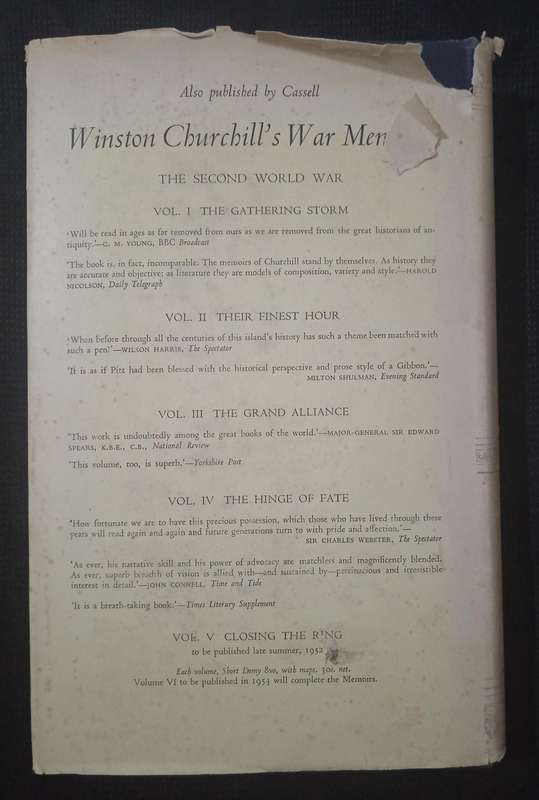 Also published by Cassell
Winston Churchill's War Mem
THE SECOND WORLD WAR
VOL. I THE GATHERING STORM
'Will be read in ages as far removed from ours as we are removed from the great historians of an-
tiquity.'—G. M. YOUNG, BBC Broadcast
'The book is, in fact, incomparable. The memoirs of Churchill stand by themselves. As history they
are accurate and objective; as literature they are models of composition, variety and style.'—HAROLD
NICOLSON, Daily Telegraph
VOL. II THEIR FINEST HOUR
'When before through all the centuries of this island's history has such a theme been matched with
such a pen?'—WILSON HARRIS, The Spectator
'It is as if Pitt had been blessed with the historical perspective and prose style of a Gibbon.'—
MILTON SHULMAN, Evening Standard
VOL. III THE GRAND ALLIANCE
'This work is undoubtedly among the great books of the world.'—MAJOR-GENERAL SIR EDWARD
SPEARS, K.B.E., C.B., National Review
'This volume, too, is superb.'—Yorkshire Post
VOL. IV THE HINGE OF FATE
'How fortunate we are to have this precious possession, which those who have lived through these
years will read again and again and future generations turn to with pride and affection.'—
SIR CHARLES WEBSTER, The Spectator
'As ever, his narrative skill and his power of advocacy are matchless and magnificently blended.
As ever, superb breadth of vision is allied with—and sustained by—pertinacious and irresistible
interest in detail.'—JOHN CONNELL, Time and Tide
'It is a breath-taking book.'—Times Literary Supplement
VOL. V CLOSING THE RING
to be published late summer, 1952
Each volume, Short Demy 8vo, with maps. 30s. net.
Volume VI to be published in 1953 will complete the Memoirs.